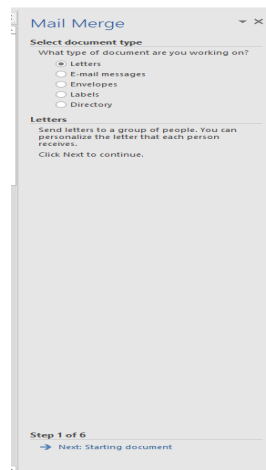 Mail Merge
Select document type
What type of document are you working on?
Letters
E-mail messages
Envelopes
Labels
Directory
Letters
Send letters to a group of people. You can
personalize the letter that each person
receives.
Click Next to continue.
Step 1 of 6
Next: Starting document